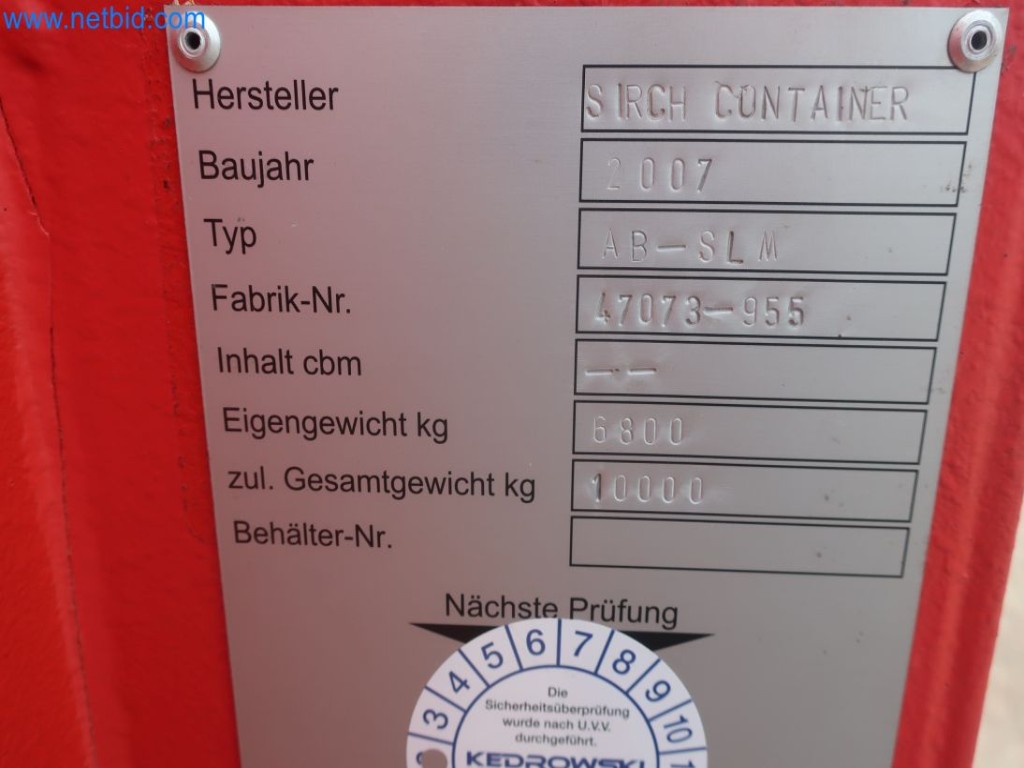 www.netbid.com
Hersteller SIRCH CONTAINER
Baujahr 2007
Typ AB-SLM
Fabrik-Nr. 47073-955
Inhalt cbm --
Eigengewicht kg 6800
zul. Gesamtgewicht kg 10000
Behälter-Nr.
Nächste Prüfung
3 4 5 6 7 8 9 10
Die
Sicherheitsüberprüfung
wurde nach U.V.V.
durchgeführt.
KEDROWSKI